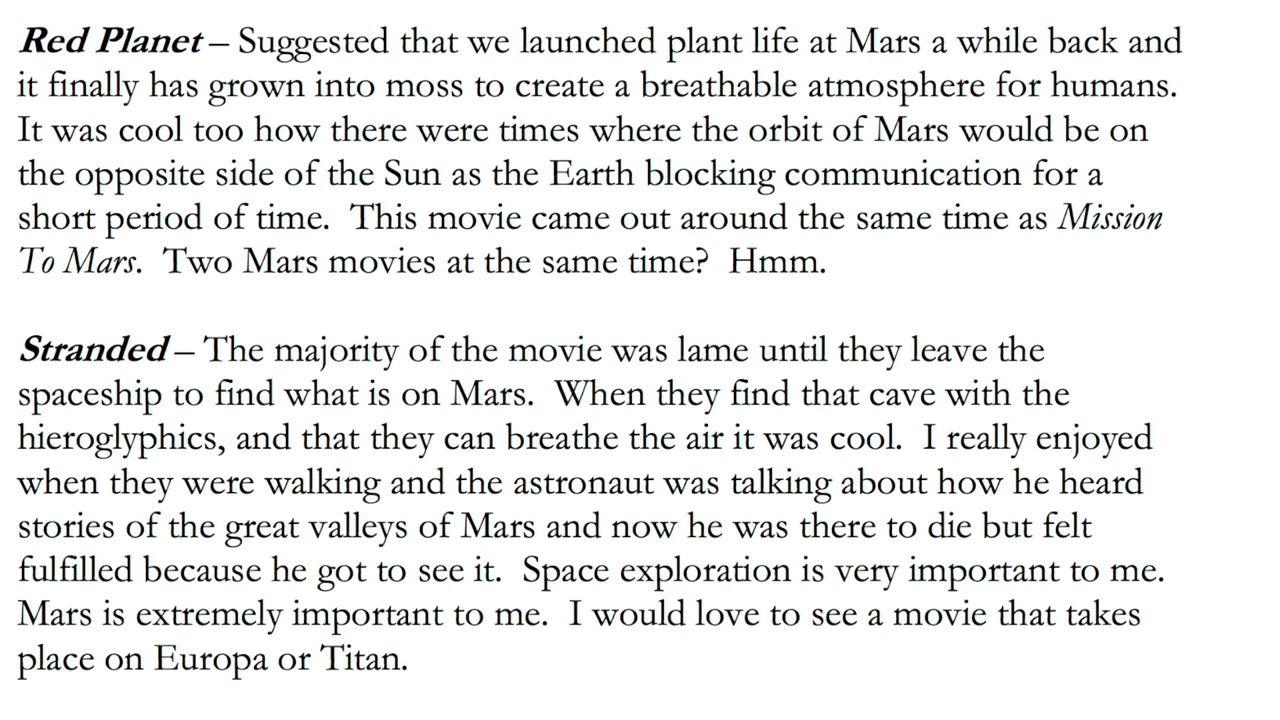 Red Planet – Suggested that we launched plant life at Mars a while back and
it finally has grown into moss to create a breathable atmosphere for humans.
It was cool too how there were times where the orbit of Mars would be on
the opposite side of the Sun as the Earth blocking communication for a
short period of time.  This movie came out around the same time as Mission
To Mars.  Two Mars movies at the same time?  Hmm.

Stranded – The majority of the movie was lame until they leave the
spaceship to find what is on Mars.  When they find that cave with the
hieroglyphics, and that they can breathe the air it was cool.  I really enjoyed
when they were walking and the astronaut was talking about how he heard
stories of the great valleys of Mars and now he was there to die but felt
fulfilled because he got to see it.  Space exploration is very important to me.
Mars is extremely important to me.  I would love to see a movie that takes
place on Europa or Titan.